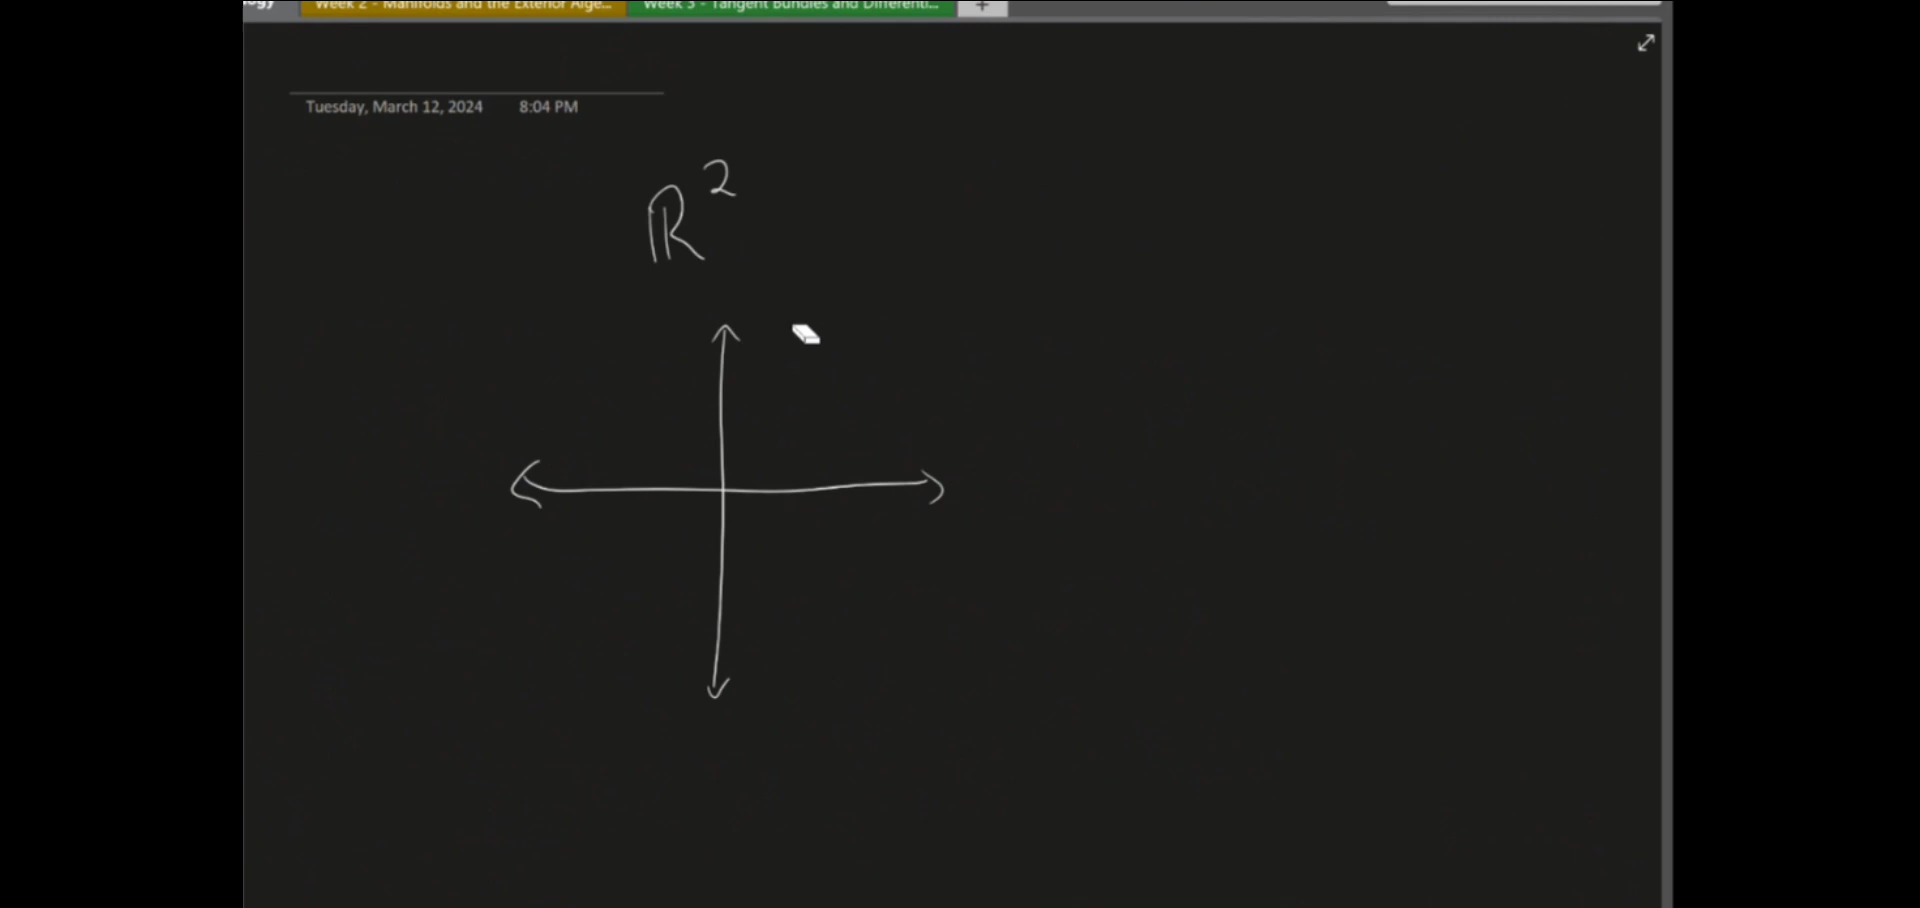 ogy Week 2 - Manifolds and the Exterior Alge... Week 3 - Tangent Bundles and Differenti... +
Tuesday, March 12, 2024 8:04 PM
ℝ²